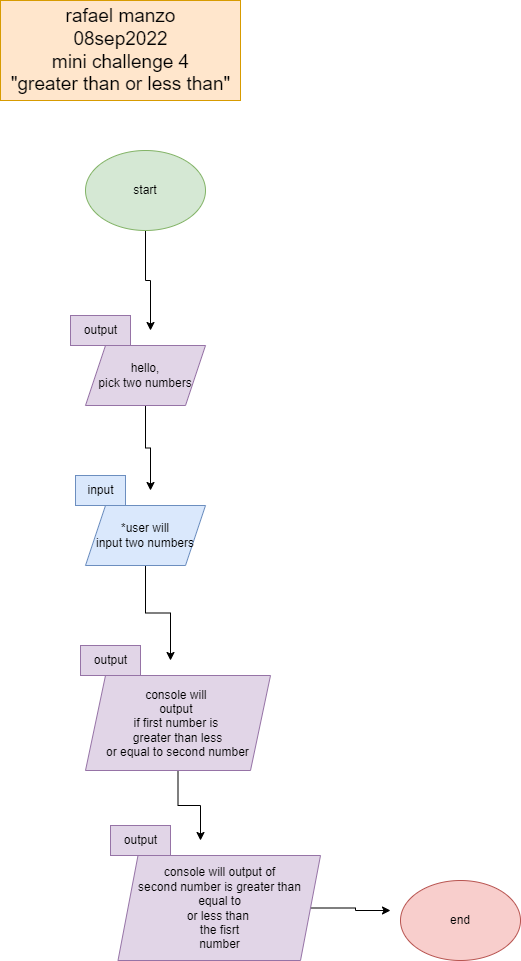 rafael manzo
08sep2022
mini challenge 4
"greater than or less than"
start
output
hello,
pick two numbers
input
*user will
input two numbers
output
console will
output
if first number is
greater than less
or equal to second number
output
console will output of
second number is greater than
equal to
or less than
the fisrt
number
end